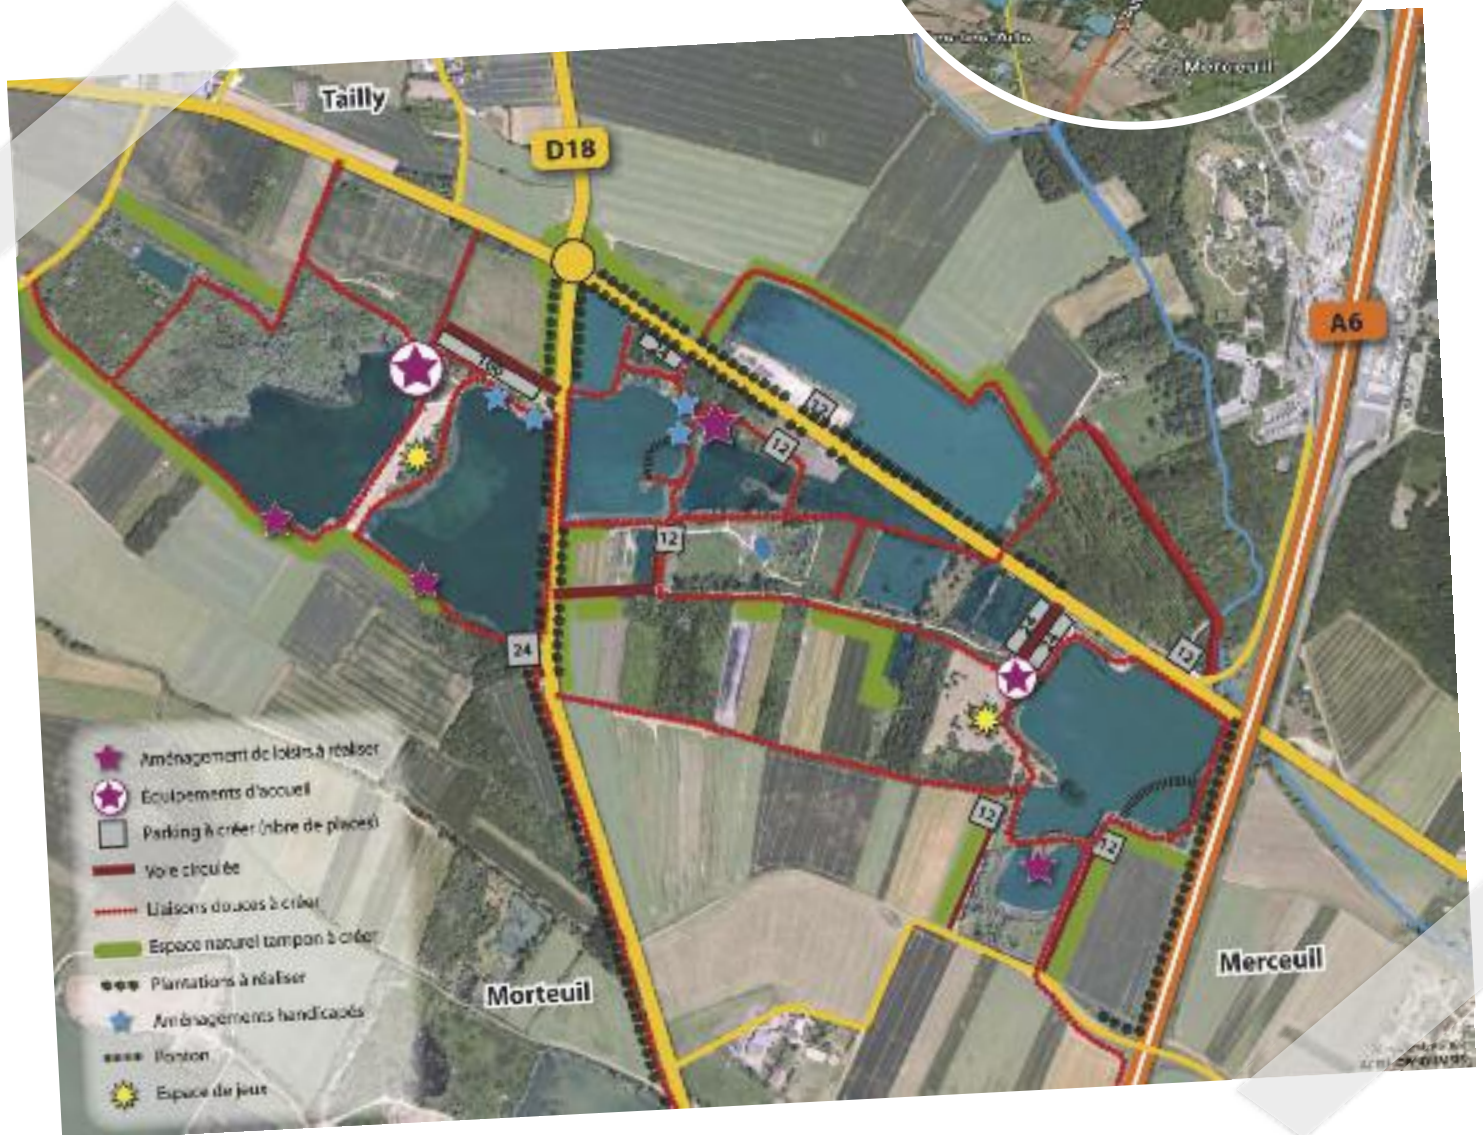 Merceuil
Tailly
D18
A6
12
12
12
24
12
12
12
Aménagement de loisirs à réaliser
Équipements d'accueil
Parking à créer (nbre de places)
Voie circulée
Liaisons douces à créer
Espace naturel tampon à créer
Plantations à réaliser
Aménagements handicapés
Ponton
Espace de jeux
Morteuil
Merceuil